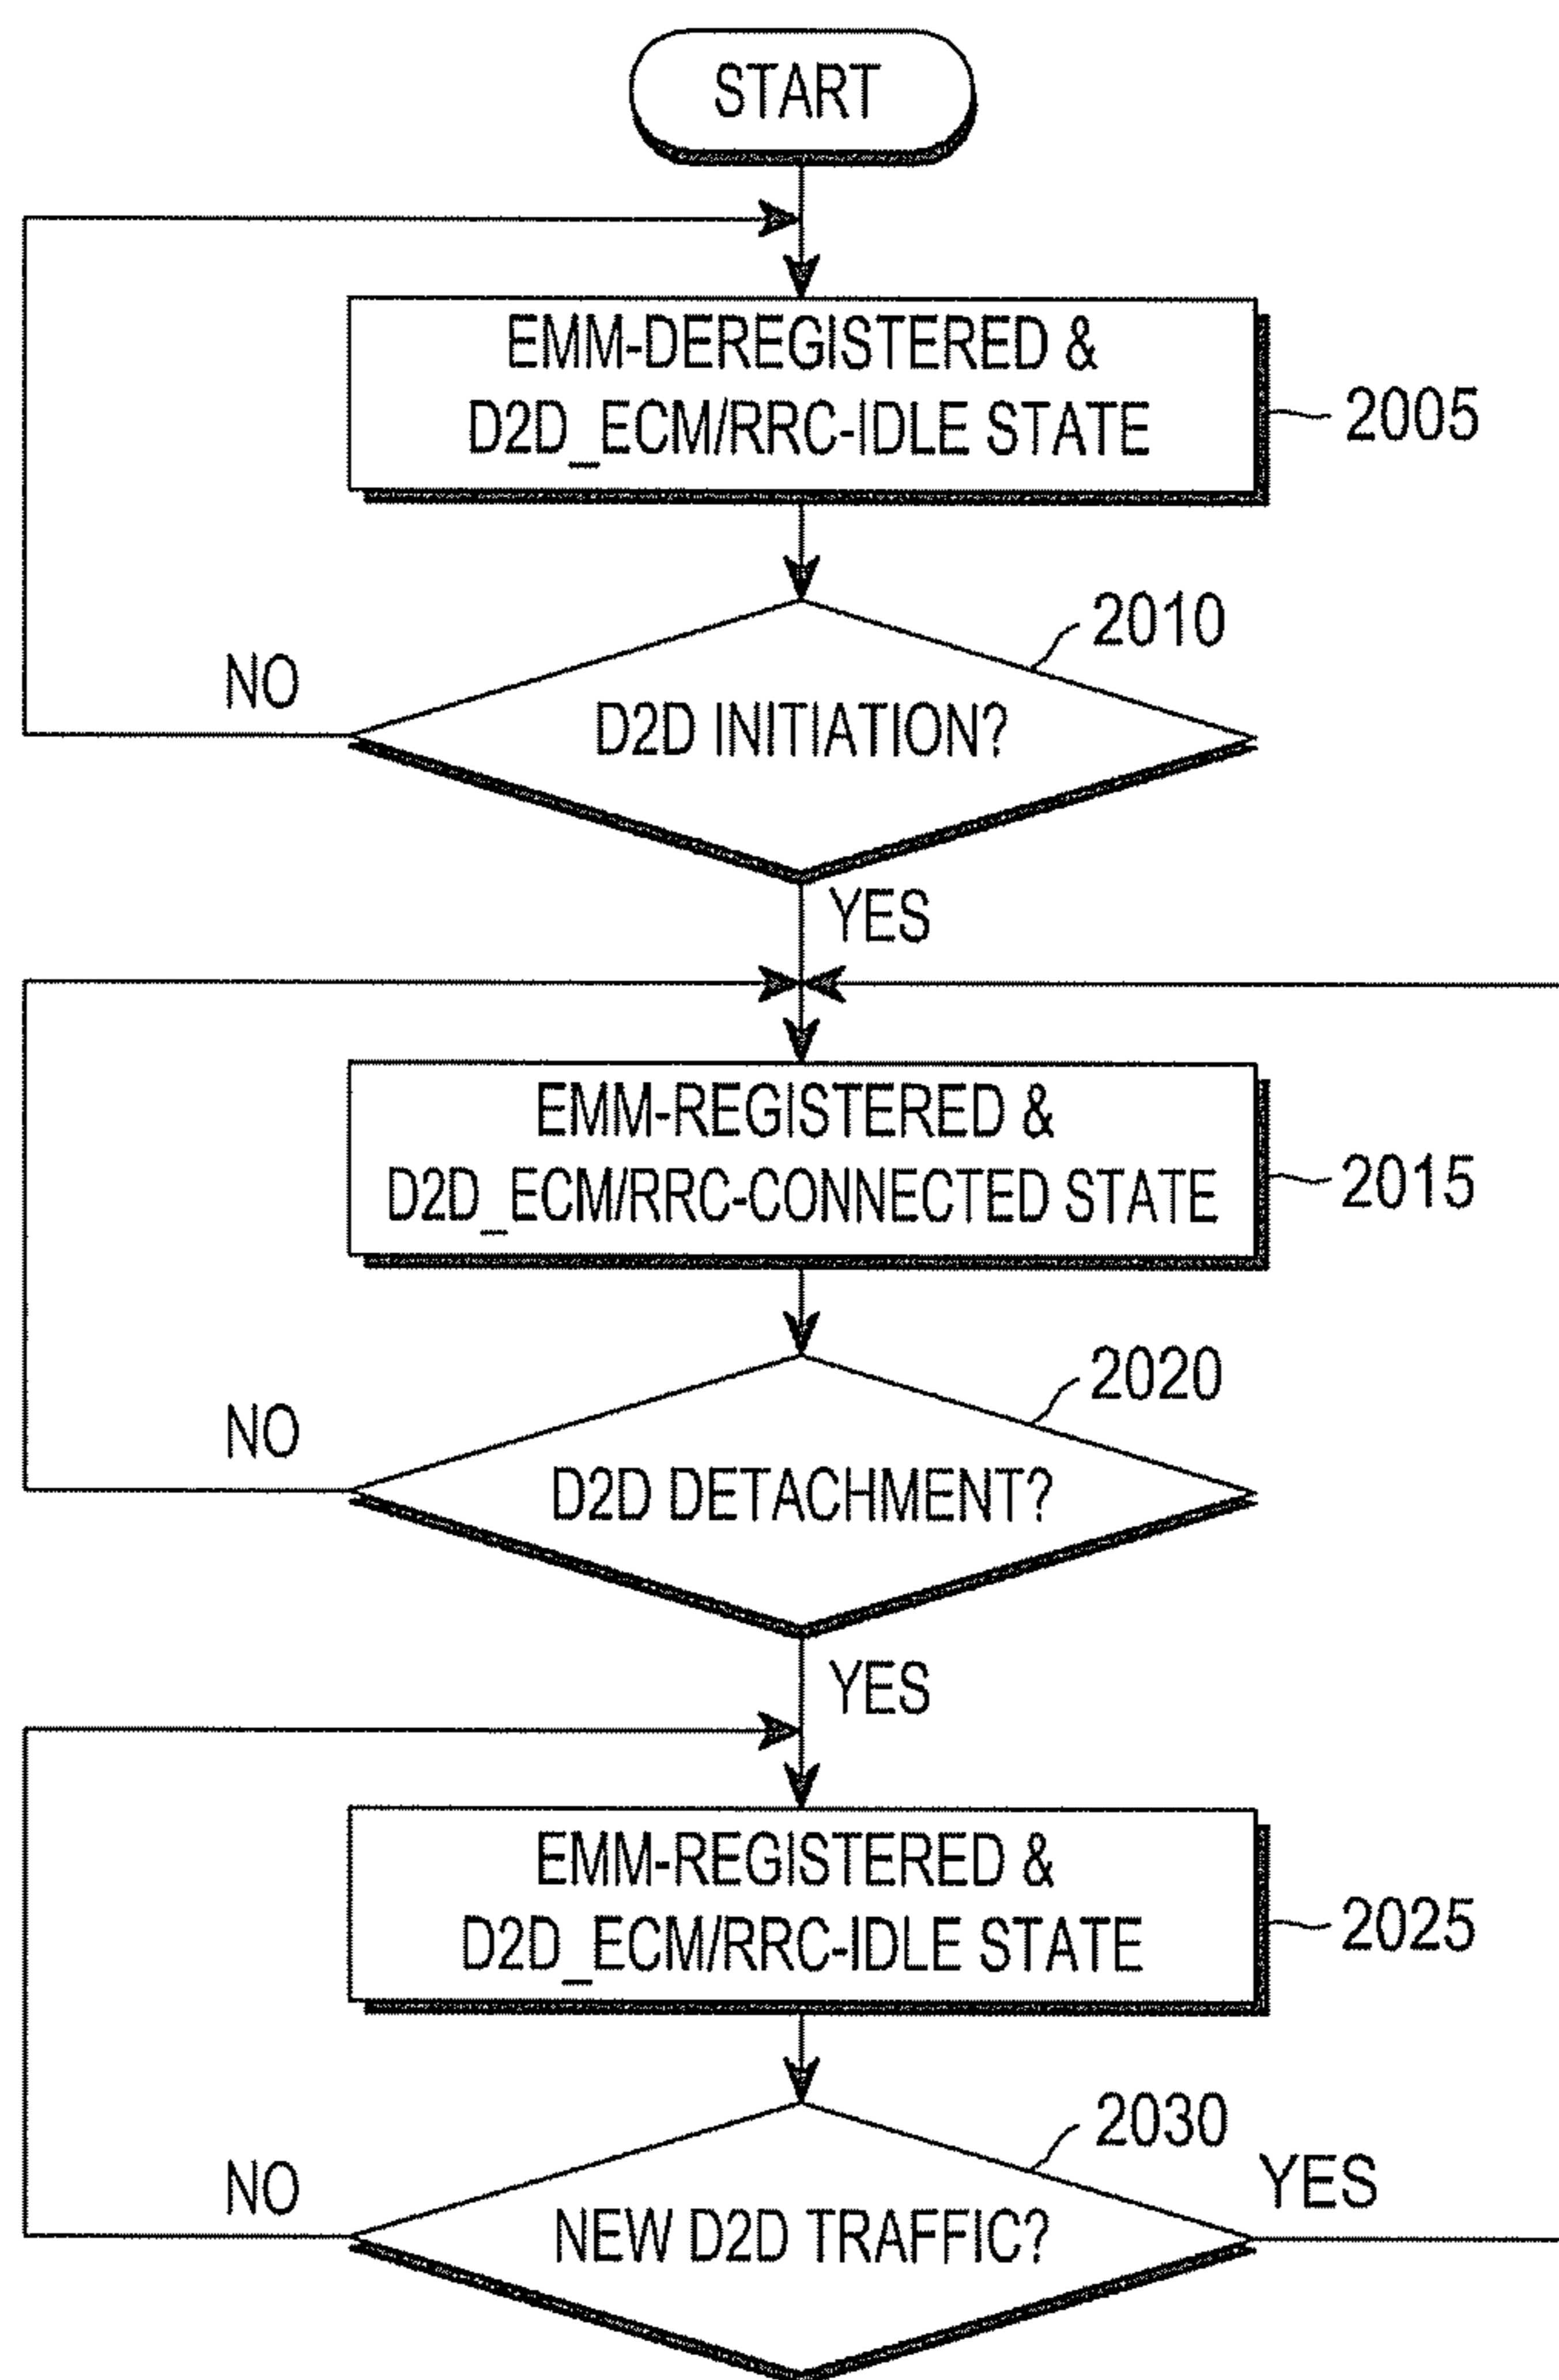 START
EMM-DEREGISTERED &
D2D_ECM/RRC-IDLE STATE
2005
2010
NO
D2D INITIATION?
YES
EMM-REGISTERED &
D2D_ECM/RRC-CONNECTED STATE
2015
2020
NO
D2D DETACHMENT?
YES
EMM-REGISTERED &
D2D_ECM/RRC-IDLE STATE
2025
2030
NO
YES
NEW D2D TRAFFIC?